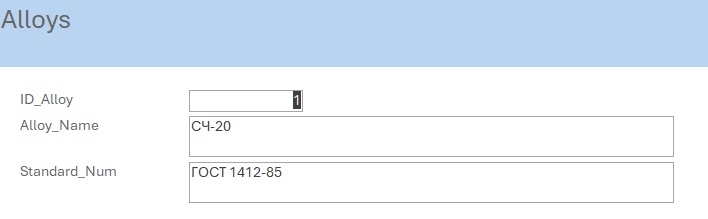 Alloys
ID_Alloy 1
Alloy_Name СЧ-20
Standard_Num ГОСТ 1412-85